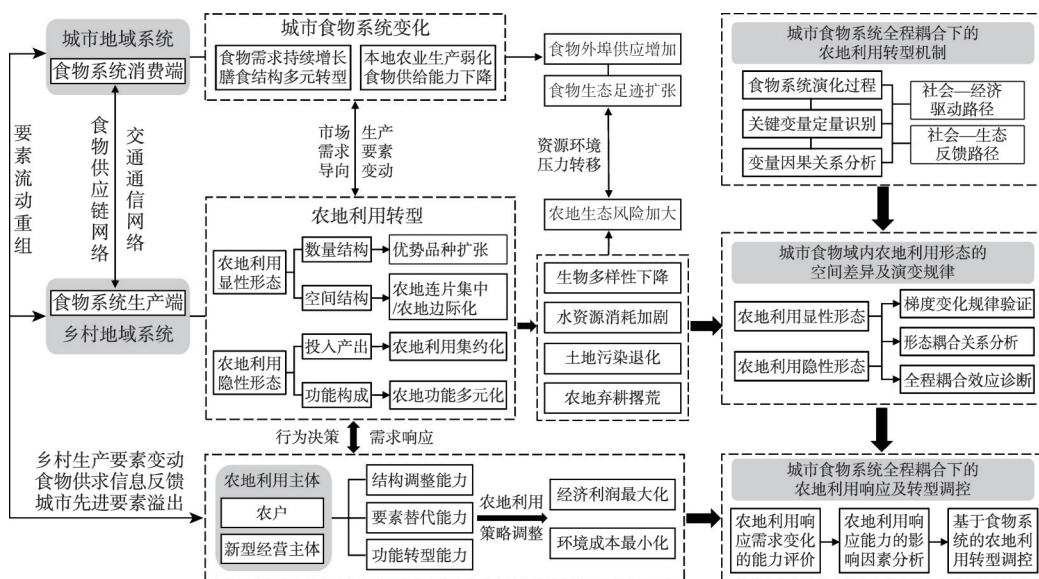 城市地域系统
食物系统消费端
要素流动重组
食物供应链网络
交通通信网络
食物系统生产端
乡村地域系统
乡村生产要素变动
食物供求信息反馈
城市先进要素溢出
城市食物系统变化
食物需求持续增长
膳食结构多元转型
本地农业生产弱化
食物供给能力下降
市场
需求
导向
生产
要素
变动
农地利用转型
农地利用
显性形态
数量结构
优势品种扩张
空间结构
农地连片集中
/农地边际化
农地利用
隐性形态
投入产出
农地利用集约化
功能构成
农地功能多元化
行为决策
需求响应
农地利用主体
农户
新型经营主体
结构调整能力
要素替代能力
功能转型能力
农地利用
策略调整
经济利润最大化
环境成本最小化
食物外埠供应增加
食物生态足迹扩张
资源环境
压力转移
农地生态风险加大
生物多样性下降
水资源消耗加剧
土地污染退化
农地弃耕撂荒
城市食物系统全程耦合下的
农地利用转型机制
食物系统演化过程
关键变量定量识别
变量因果关系分析
社会—经济
驱动路径
社会—生态
反馈路径
城市食物域内农地利用形态的
空间差异及演变规律
农地利用显性形态
农地利用隐性形态
梯度变化规律验证
形态耦合关系分析
全程耦合效应诊断
城市食物系统全程耦合下的
农地利用响应及转型调控
农地利用响
应需求变化
的能力评价
农地利用响
应能力的影
响因素分析
基于食物系
统的农地利
用转型调控